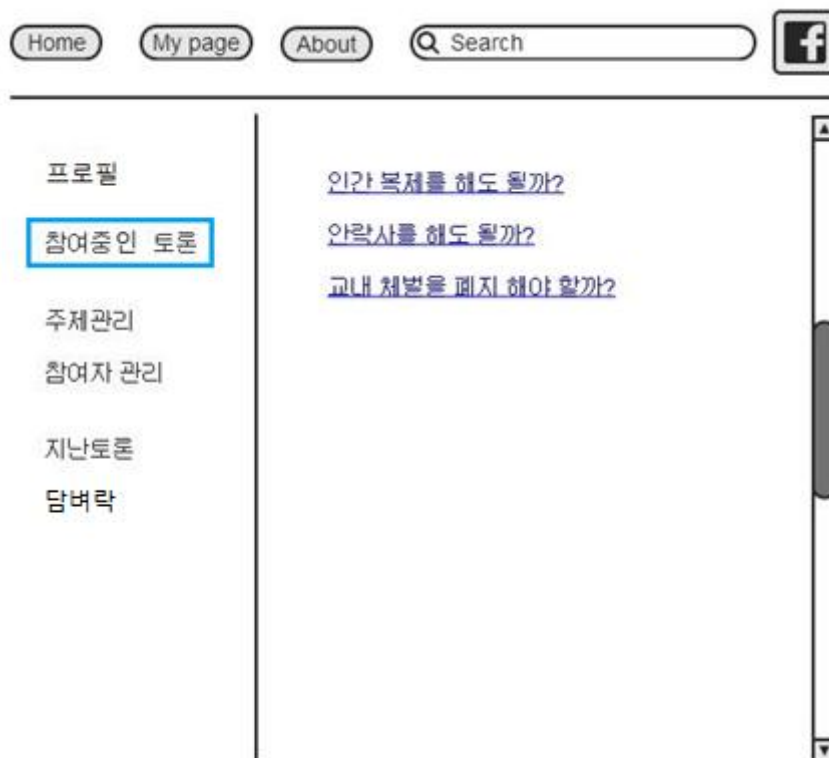 Home My page About Search
프로필
참여중인 토론
주제관리
참여자 관리
지난토론
담벼락
인간 복제를 해도 될까?
안락사를 해도 될까?
교내 체벌을 폐지 해야 할까?